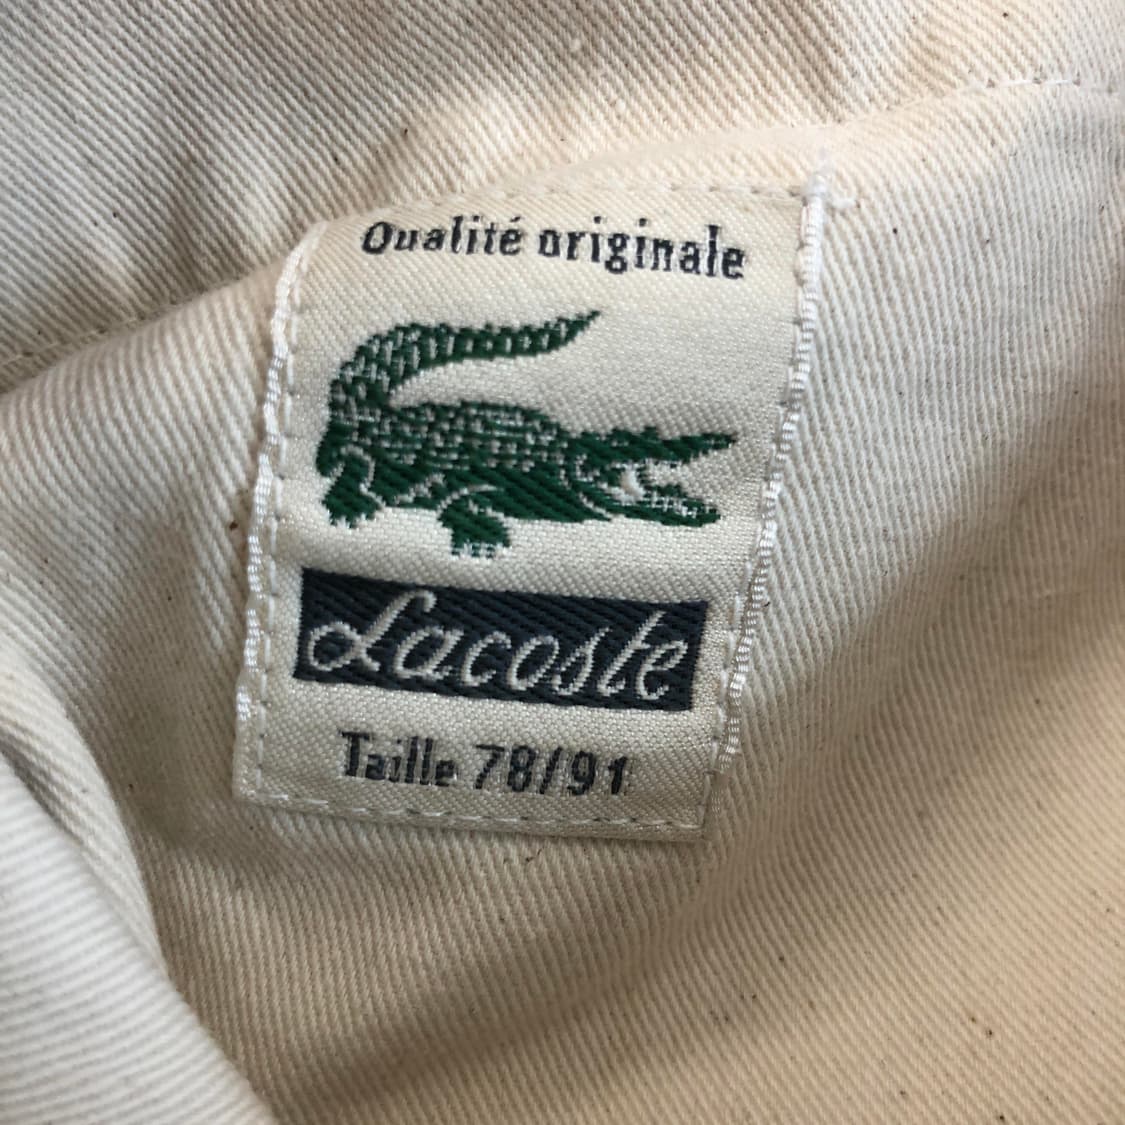 Qualité originale
Lacoste
Taille 78/91